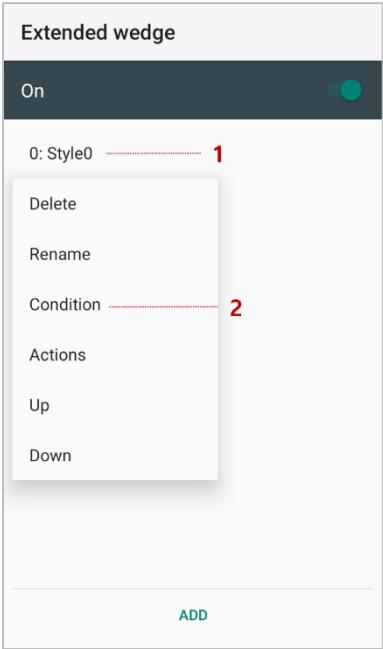 Extended wedge
On
0: Style0 1
Delete
Rename
Condition 2
Actions
Up
Down
ADD